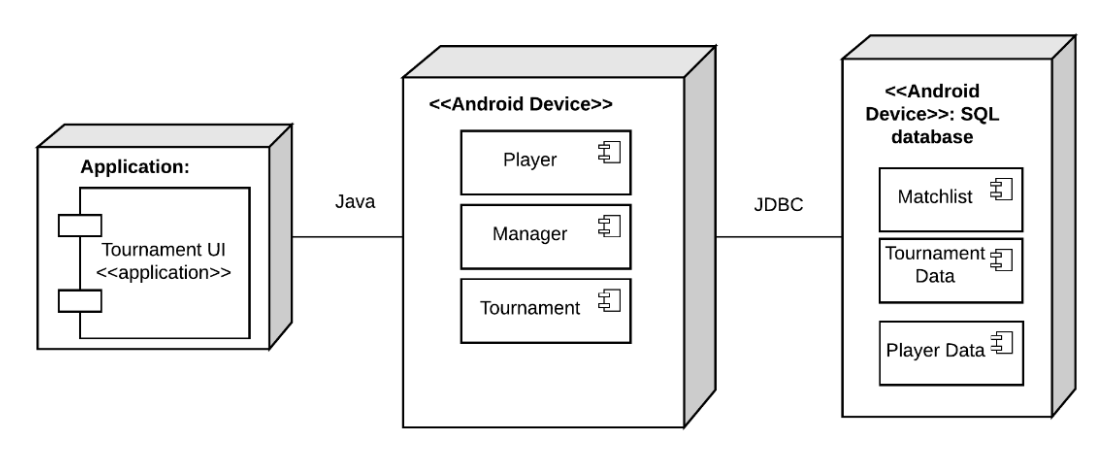 Application:
Tournament UI
<<application>>
Java
<<Android Device>>
Player
Manager
Tournament
JDBC
<<Android
Device>>: SQL
database
Matchlist
Tournament
Data
Player Data